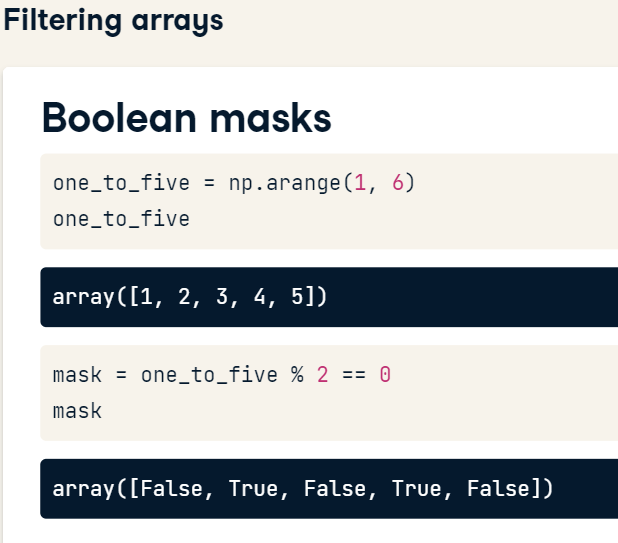 Filtering arrays
Boolean masks
one_to_five = np.arange(1, 6)
one_to_five
array([1, 2, 3, 4, 5])
mask = one_to_five % 2 == 0
mask
array([False, True, False, True, False])